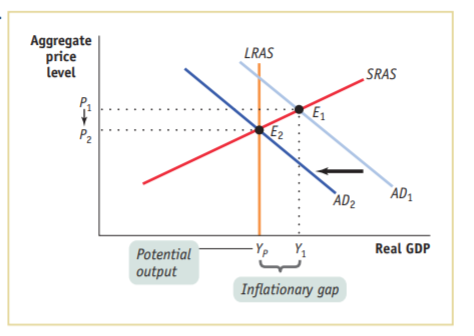 Aggregate
price
level
LRAS
SRAS
P1
P2
E1
E2
AD2
AD1
Potential
output
YP
Y1
Real GDP
Inflationary gap